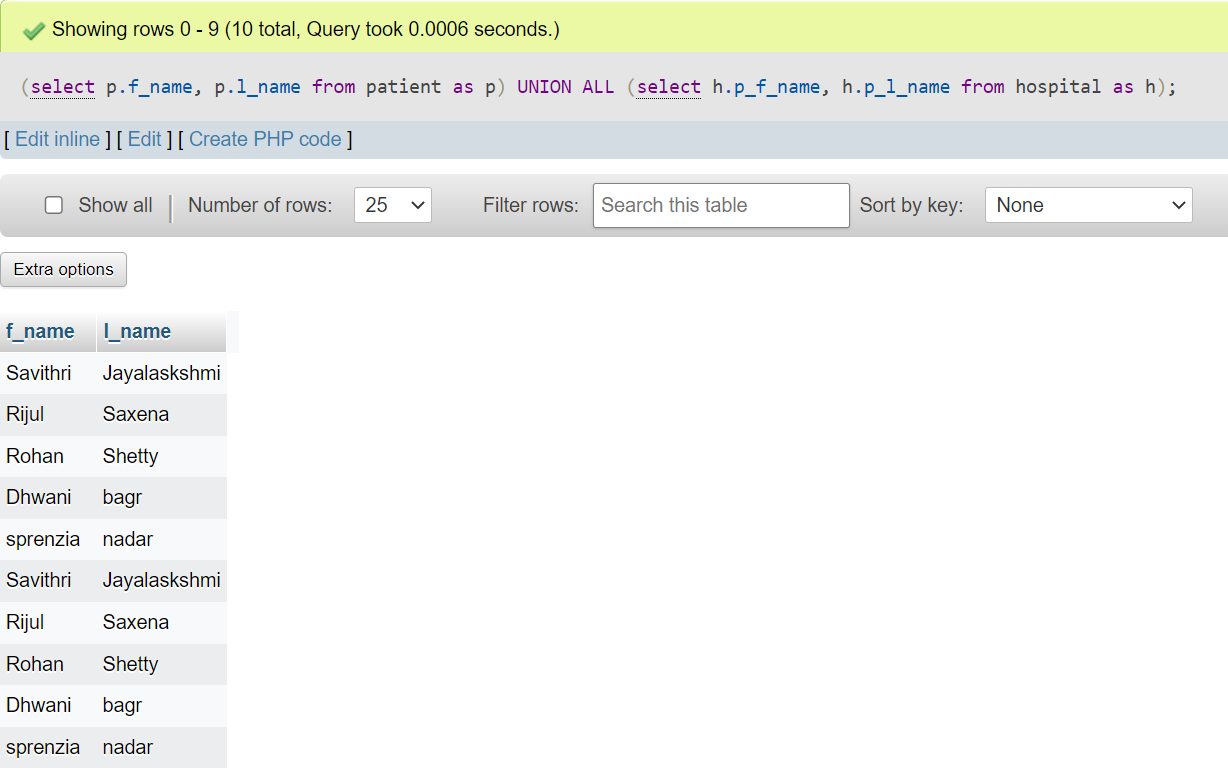 Showing rows 0 - 9 (10 total, Query took 0.0006 seconds.)
(select p.f_name, p.l_name from patient as p) UNION ALL (select h.p_f_name, h.p_l_name from hospital as h);
[ Edit inline ] [ Edit ] [ Create PHP code ]
Show all | Number of rows: 25 Filter rows: Search this table Sort by key: None
Extra options
f_name l_name
Savithri Jayalaskshmi
Rijul Saxena
Rohan Shetty
Dhwani bagr
sprenzia nadar
Savithri Jayalaskshmi
Rijul Saxena
Rohan Shetty
Dhwani bagr
sprenzia nadar